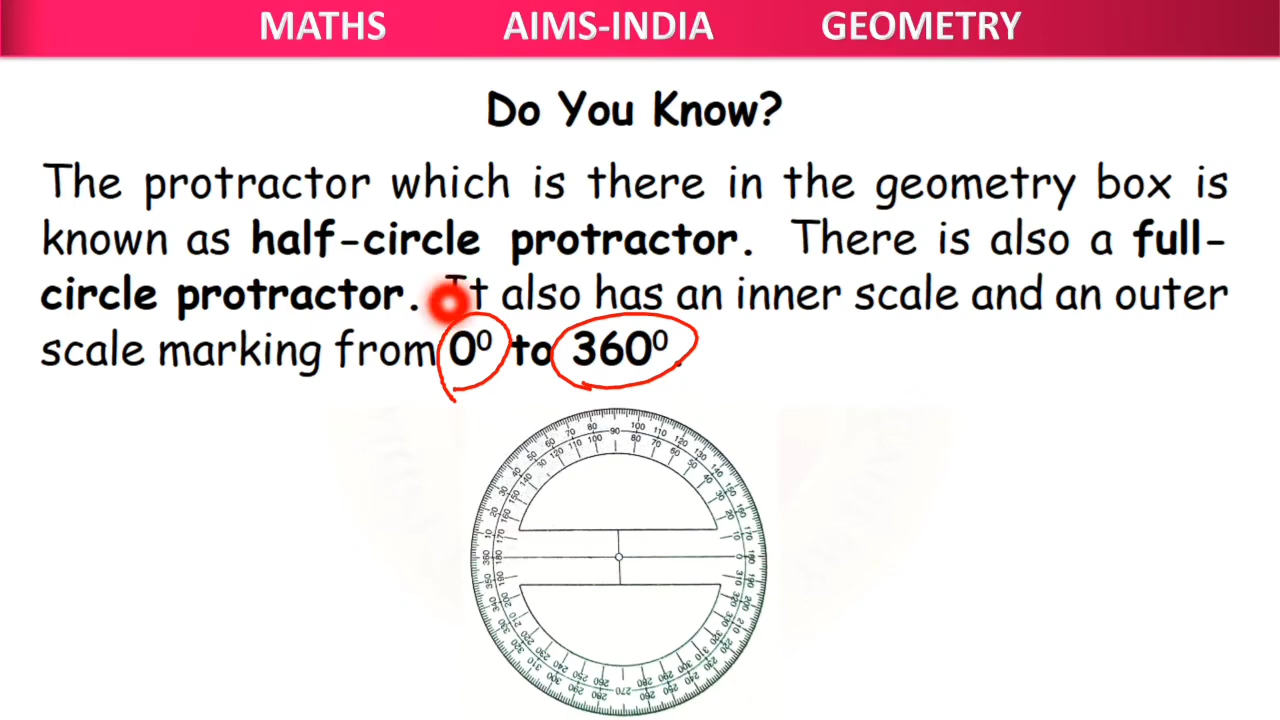 MATHS AIMS-INDIA GEOMETRY
Do You Know?
The protractor which is there in the geometry box is
known as half-circle protractor. There is also a full-
circle protractor. It also has an inner scale and an outer
scale marking from 0⁰ to 360⁰.